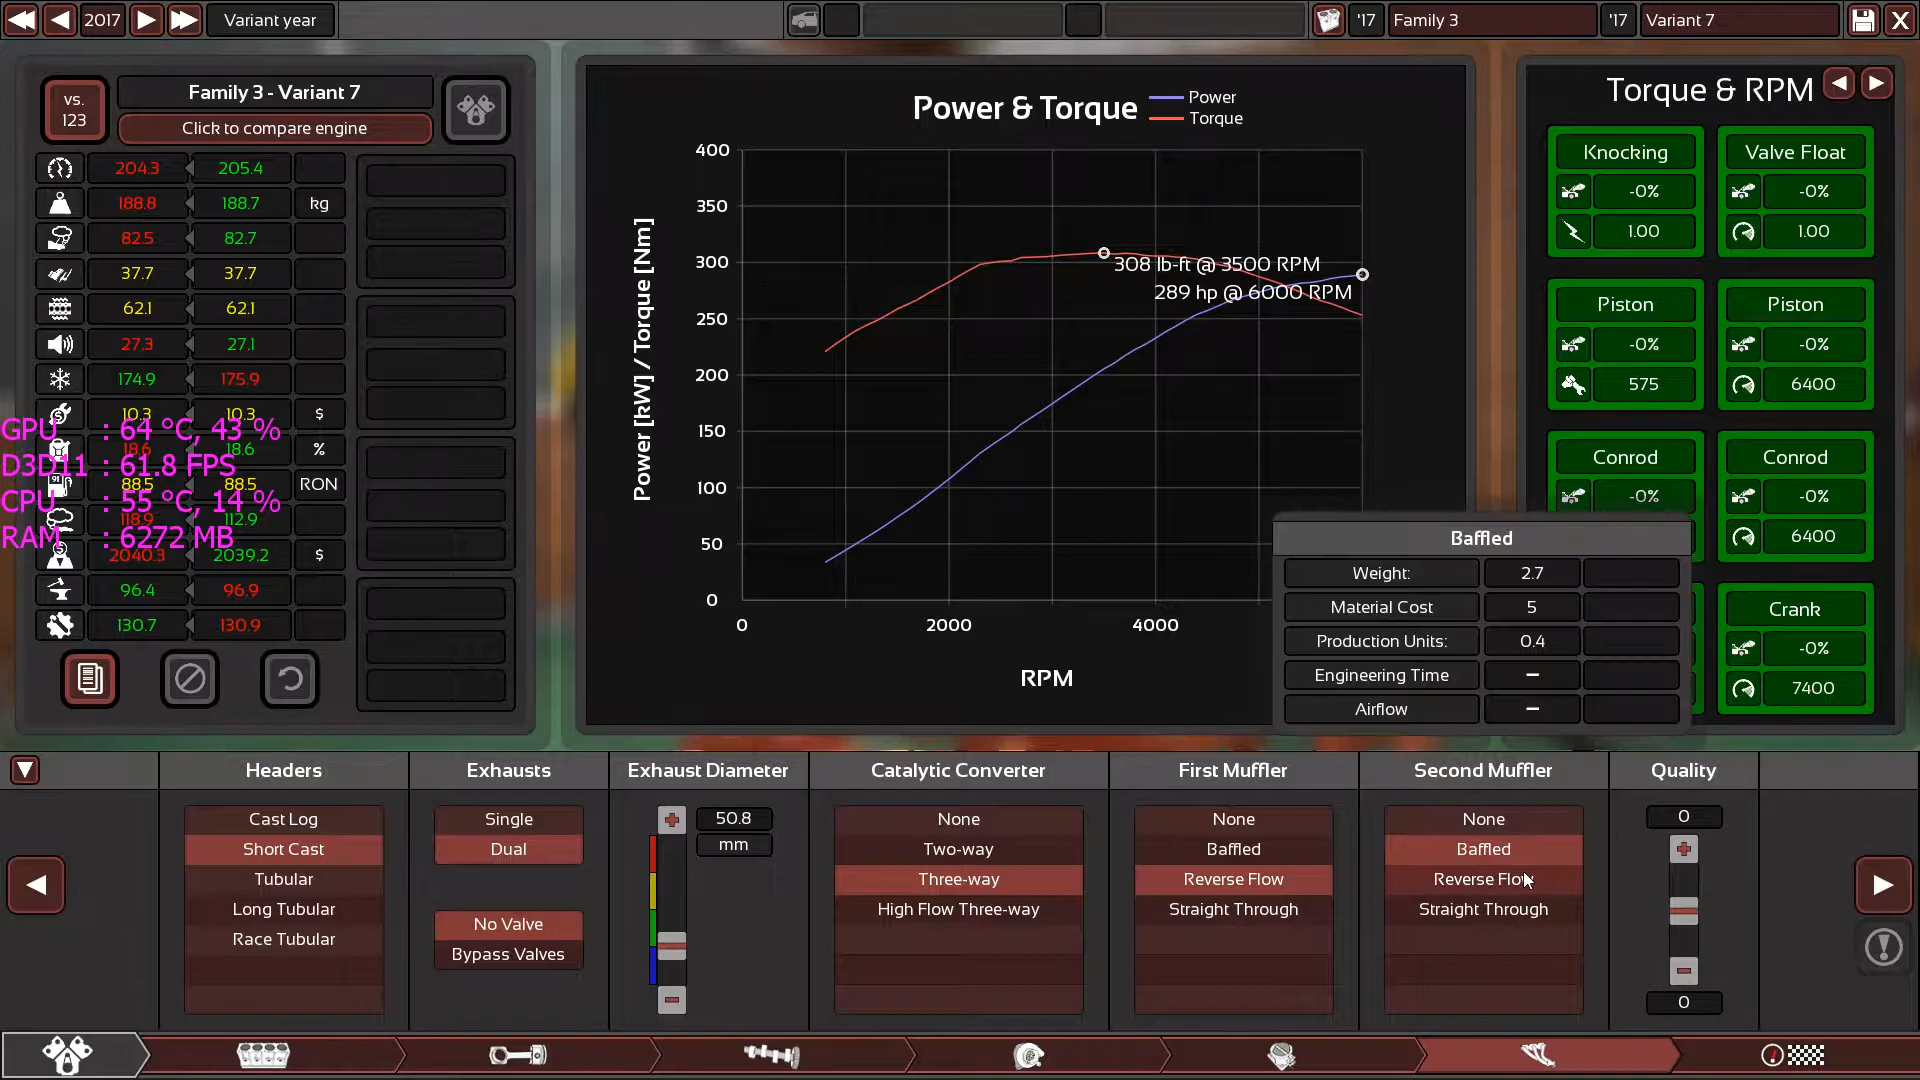 2017
Variant year
'17
Family 3
'17
Variant 7
X
vs.
123
Family 3 - Variant 7
Click to compare engine
204.3 205.4
188.8 188.7 kg
82.5 82.7
37.7 37.7
62.1 62.1
27.3 27.1
174.9 175.9
10.3 10.3 $
18.6 18.6 %
88.5 88.5 RON
118.9 112.9
2040.3 2039.2 $
96.4 96.9
130.7 130.9
GPU : 64 °C, 43 %
D3D11 : 61.8 FPS
CPU : 55 °C, 14 %
RAM : 6272 MB
Power & Torque
Power
Torque
Power [kW] / Torque [Nm]
400
350
300
250
200
150
100
50
0
0 2000 4000
RPM
308 lb-ft @ 3500 RPM
289 hp @ 6000 RPM
Torque & RPM
Knocking
-0%
1.00
Valve Float
-0%
1.00
Piston
-0%
575
Piston
-0%
6400
Conrod
-0%
Conrod
-0%
6400
Crank
-0%
7400
Baffled
Weight: 2.7
Material Cost 5
Production Units: 0.4
Engineering Time –
Airflow –
Headers
Cast Log
Short Cast
Tubular
Long Tubular
Race Tubular
Exhausts
Single
Dual
No Valve
Bypass Valves
Exhaust Diameter
50.8
mm
Catalytic Converter
None
Two-way
Three-way
High Flow Three-way
First Muffler
None
Baffled
Reverse Flow
Straight Through
Second Muffler
None
Baffled
Reverse Flow
Straight Through
Quality
0
0